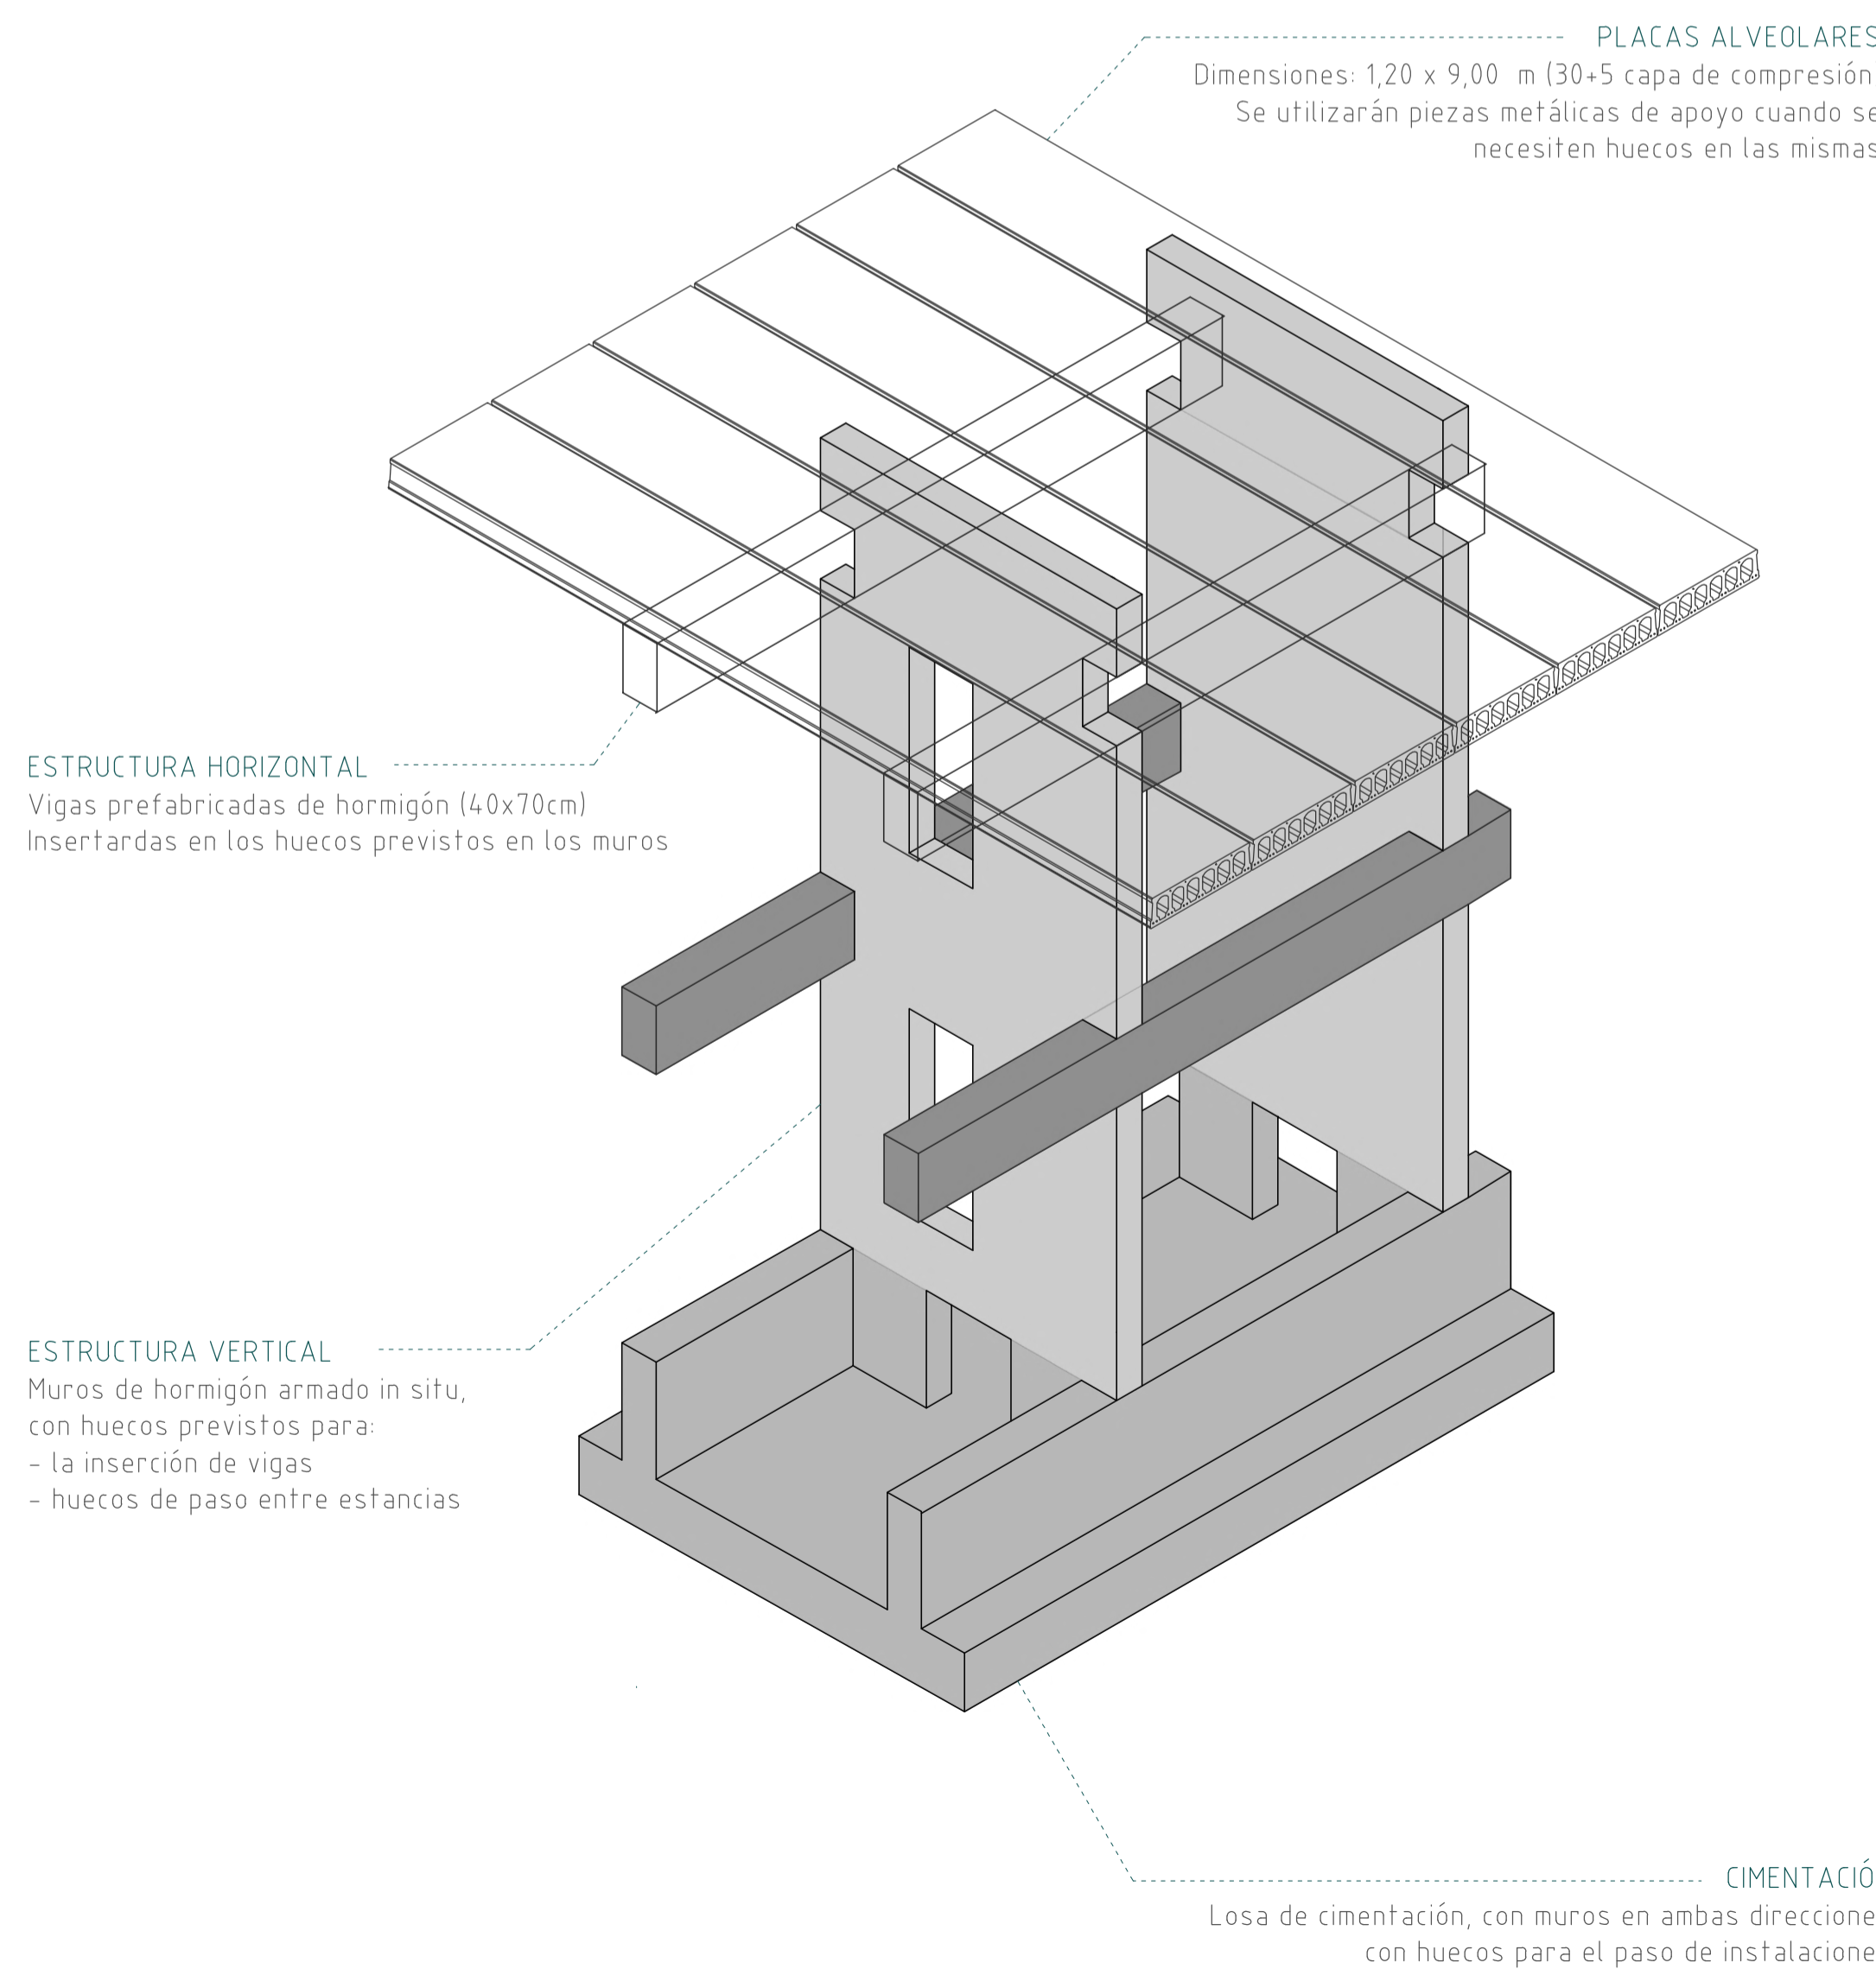 PLACAS ALVEOLARES
Dimensiones: 1,20 x 9,00 m (30+5 capa de compresión
Se utilizarán piezas metálicas de apoyo cuando se
necesiten huecos en las mismas
ESTRUCTURA HORIZONTAL
Vigas prefabricadas de hormigón (40x70cm)
Insertardas en los huecos previstos en los muros
ESTRUCTURA VERTICAL
Muros de hormigón armado in situ,
con huecos previstos para:
- la inserción de vigas
- huecos de paso entre estancias
CIMENTACIÓ
Losa de cimentación, con muros en ambas direccione
con huecos para el paso de instalacione